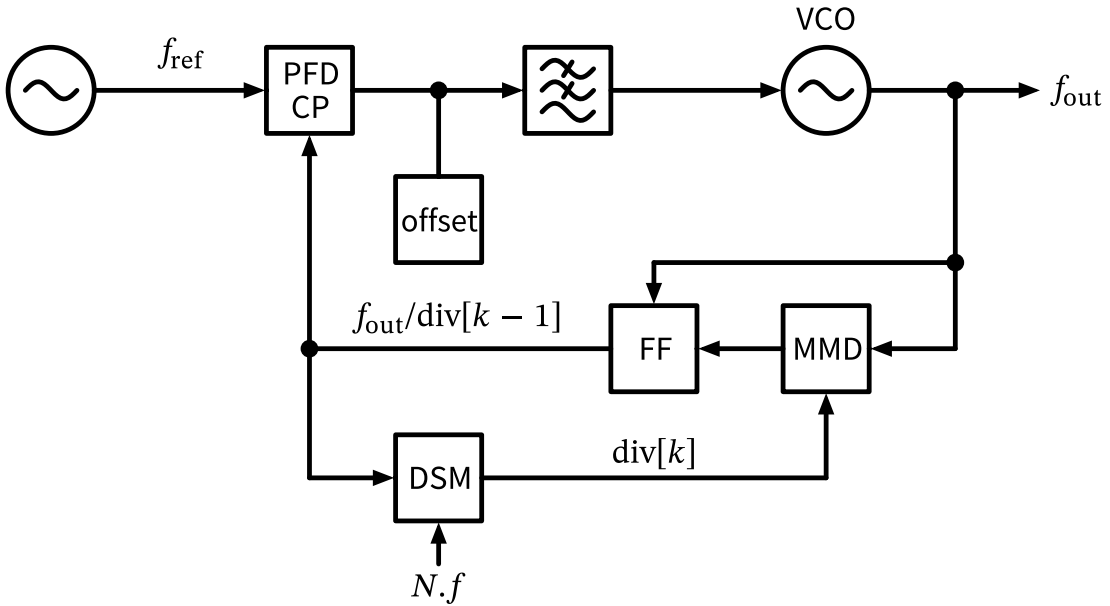 VCO
f_ref
PFD
CP
f_out
offset
f_out/div[k − 1]
FF
MMD
div[k]
DSM
N.f